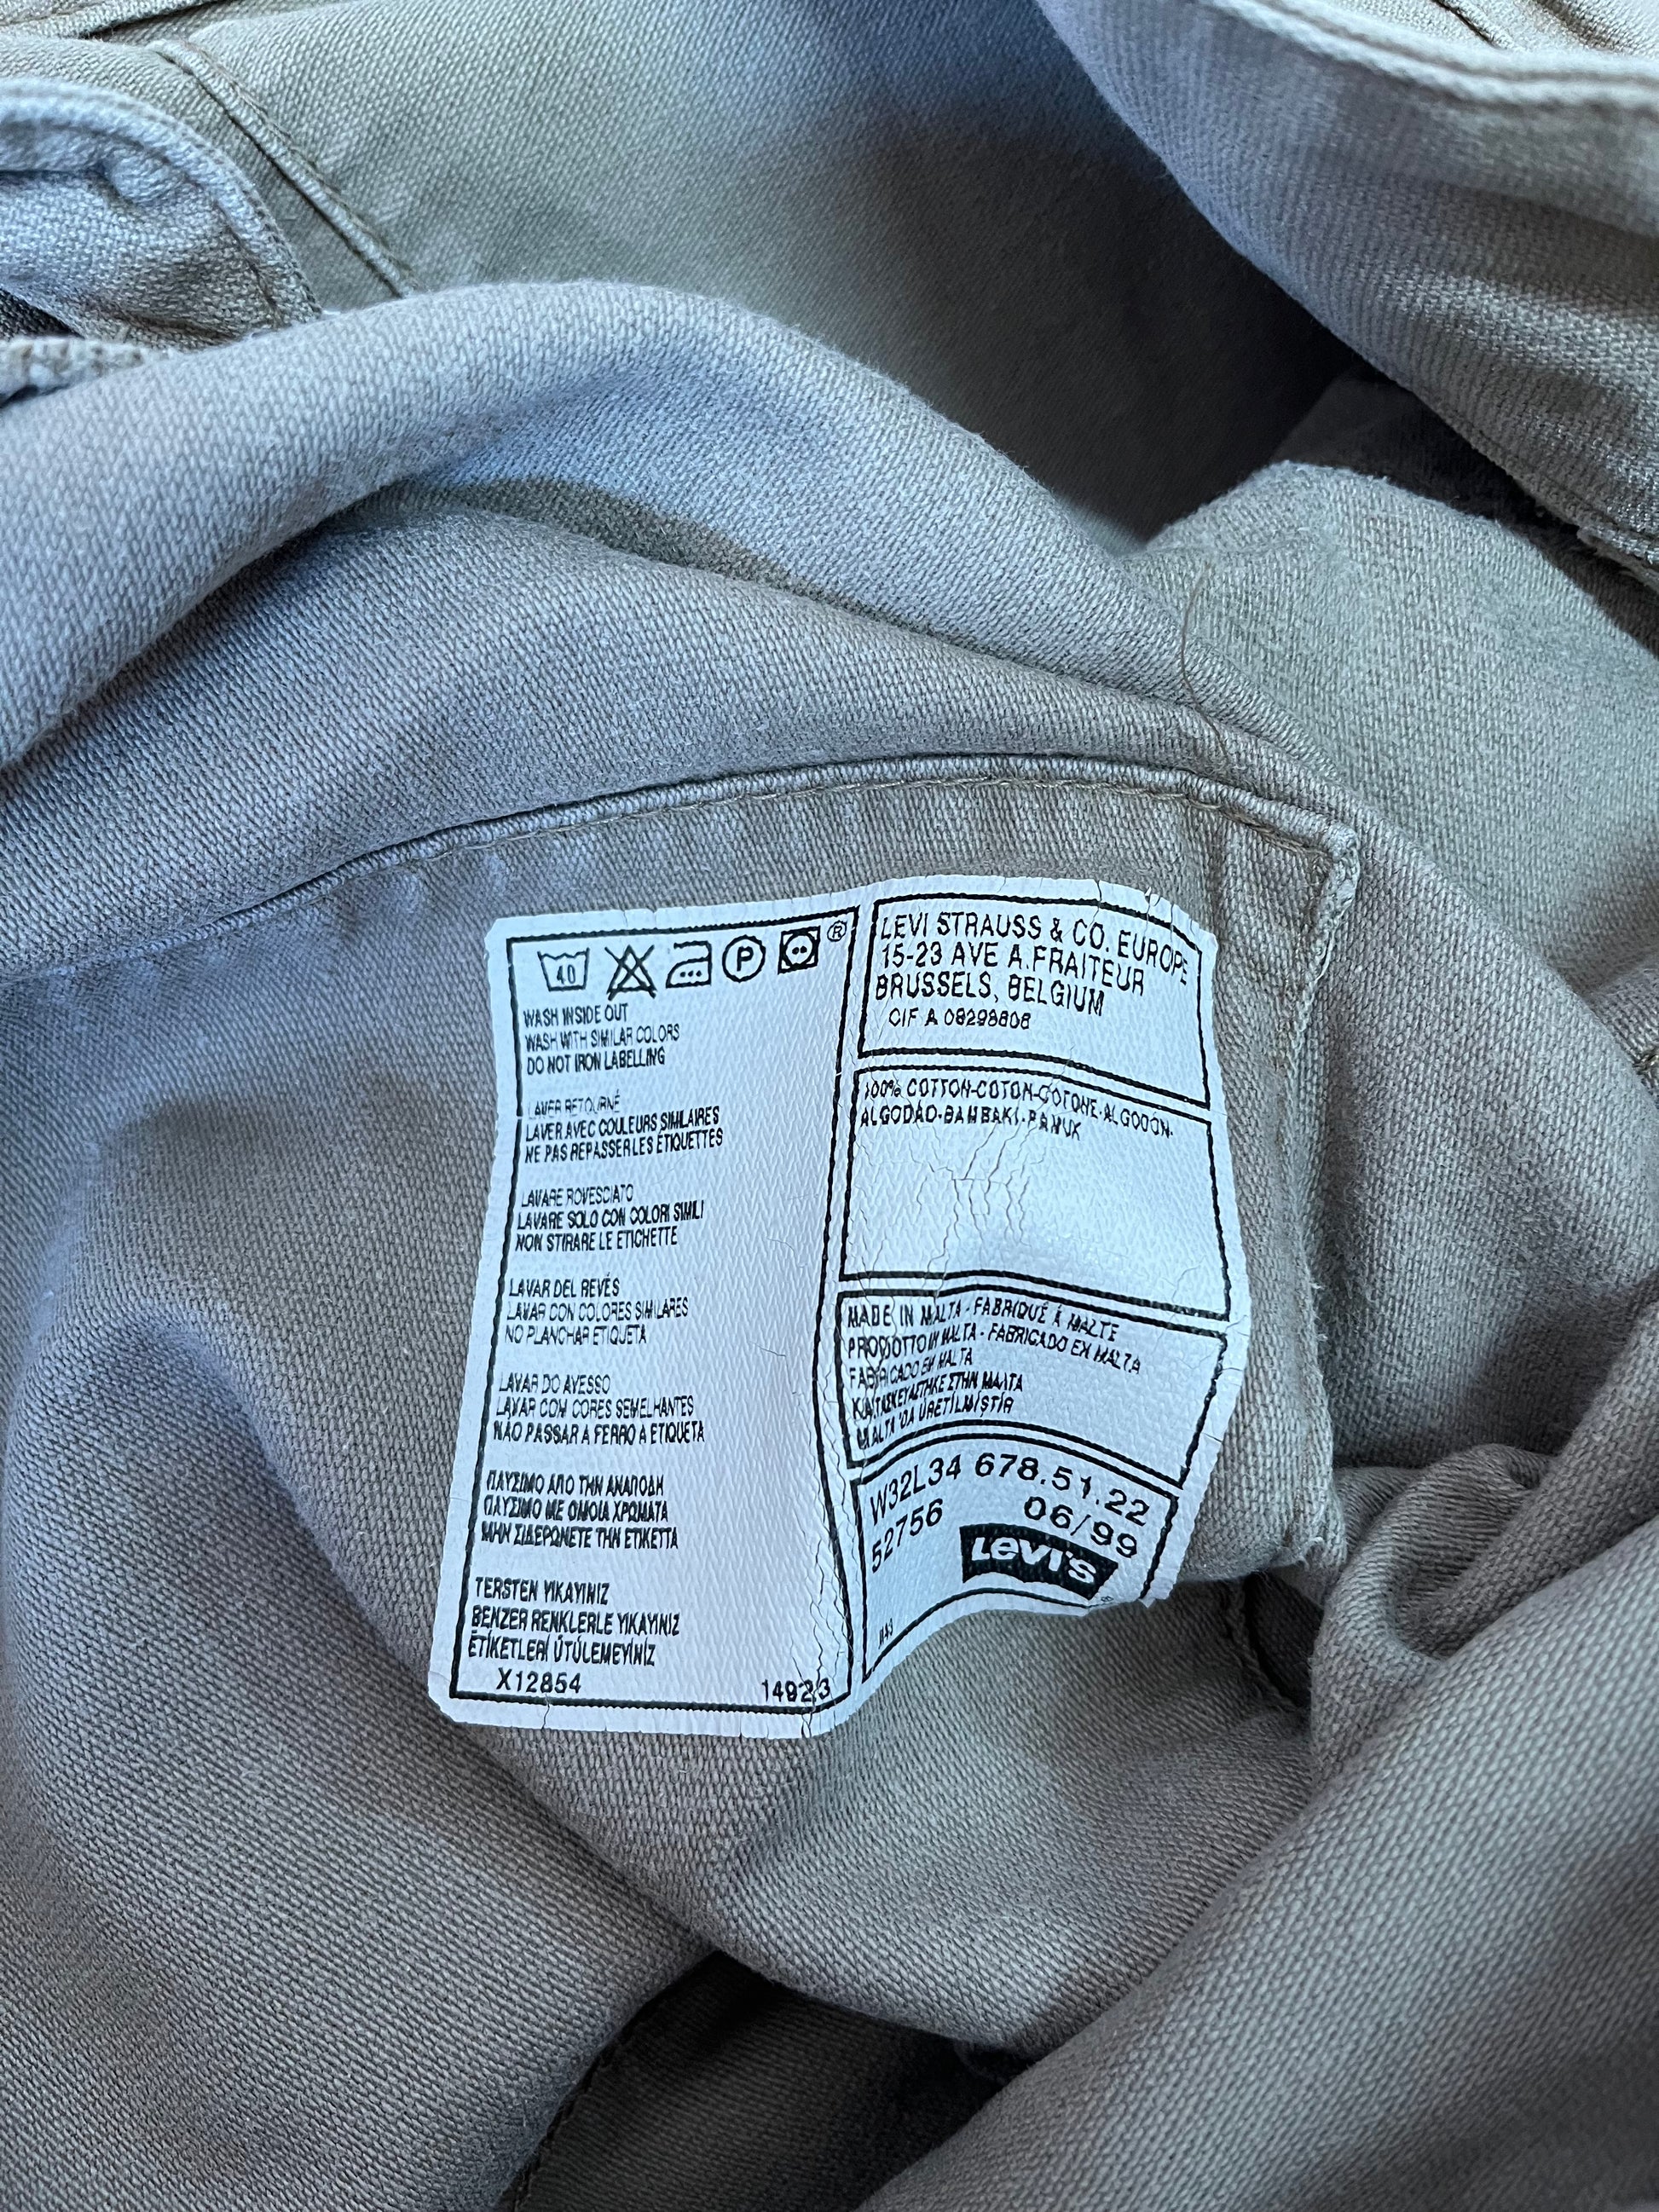 40
P
®
WASH INSIDE OUT
WASH WITH SIMILAR COLORS
DO NOT IRON LABELLING
LAVER RETOURNÉ
LAVER AVEC COULEURS SIMILAIRES
NE PAS REPASSER LES ÉTIQUETTES
LAVARE ROVESCIATO
LAVARE SOLO CON COLORI SIMILI
NON STIRARE LE ETICHETTE
LAVAR DEL REVÉS
LAVAR CON COLORES SIMILARES
NO PLANCHAR ETIQUETA
LAVAR DO AVESSO
LAVAR COM CORES SEMELHANTES
NÃO PASSAR A FERRO A ETIQUETA
ΠΛΥΣΙΜΟ ΑΠΟ ΤΗΝ ΑΝΑΠΟΔΗ
ΠΛΥΣΙΜΟ ΜΕ ΟΜΟΙΑ ΧΡΩΜΑΤΑ
ΜΗΝ ΣΙΔΕΡΩΝΕΤΕ ΤΗΝ ΕΤΙΚΕΤΤΑ
TERSTEN YIKAYINIZ
BENZER RENKLERLE YIKAYINIZ
ETİKETLERİ ÜTÜLEMEYİNİZ
X12854 14923
LEVI STRAUSS & CO. EUROPE
15-23 AVE A.FRAITEUR
BRUSSELS, BELGIUM
CIF A 08298808
100% COTTON-COTON-COTONE-ALGODON-
ALGODÃO-BAMBAKI-PAMUK
MADE IN MALTA - FABRIQUÉ À MALTE
PRODOTTO IN MALTA - FABRICADO EN MALTA
FABRICADO EM MALTA
ΚΑΤΑΣΚΕΥΑΣΤΗΚΕ ΣΤΗΝ ΜΑΛΤΑ
MALTA 'DA ÜRETİLMİŞTİR
W32L34 678.51.22
52756 06/99
LEVI'S
®